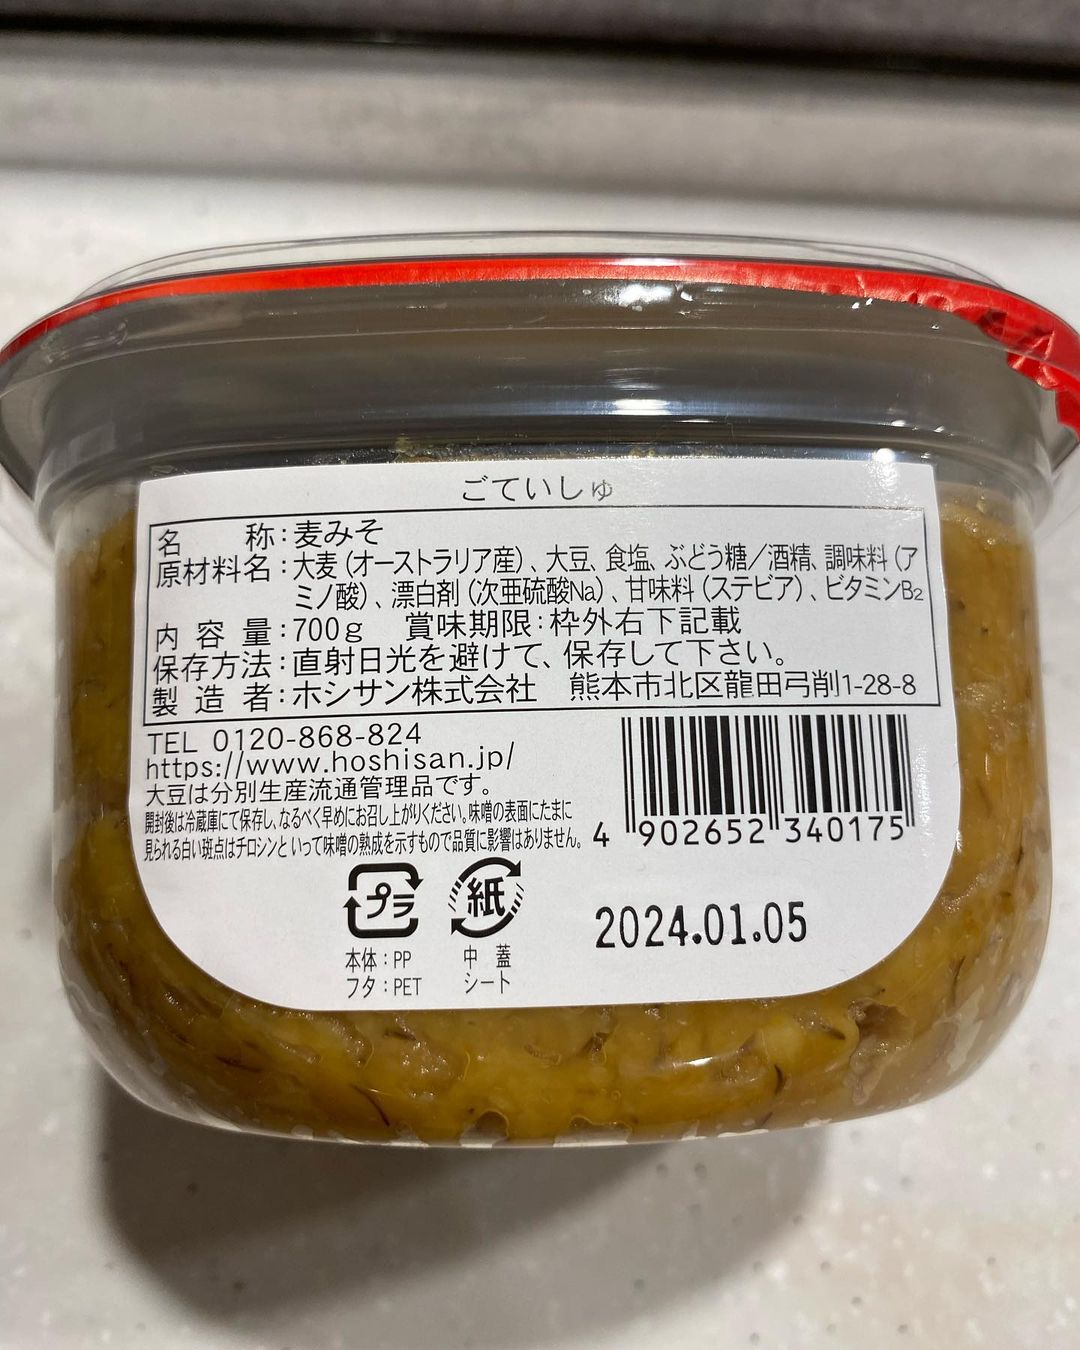 ごていしゅ
名称：麦みそ
原材料名：大麦（オーストラリア産）、大豆、食塩、ぶどう糖／酒精、調味料（ア
ミノ酸）、漂白剤（次亜硫酸Na）、甘味料（ステビア）、ビタミンB₂
内容量：700g　賞味期限：枠外右下記載
保存方法：直射日光を避けて、保存して下さい。
製造者：ホシサン株式会社　熊本市北区龍田弓削1-28-8
TEL 0120-868-824
https://www.hoshisan.jp/
大豆は分別生産流通管理品です。
開封後は冷蔵庫にて保存し、なるべく早めにお召し上がりください。味噌の表面にたまに
見られる白い斑点はチロシンといって味噌の熟成を示すもので品質に影響はありません。
4 902652 340175
プラ 紙
本体：PP 中蓋
フタ：PET シート
2024.01.05